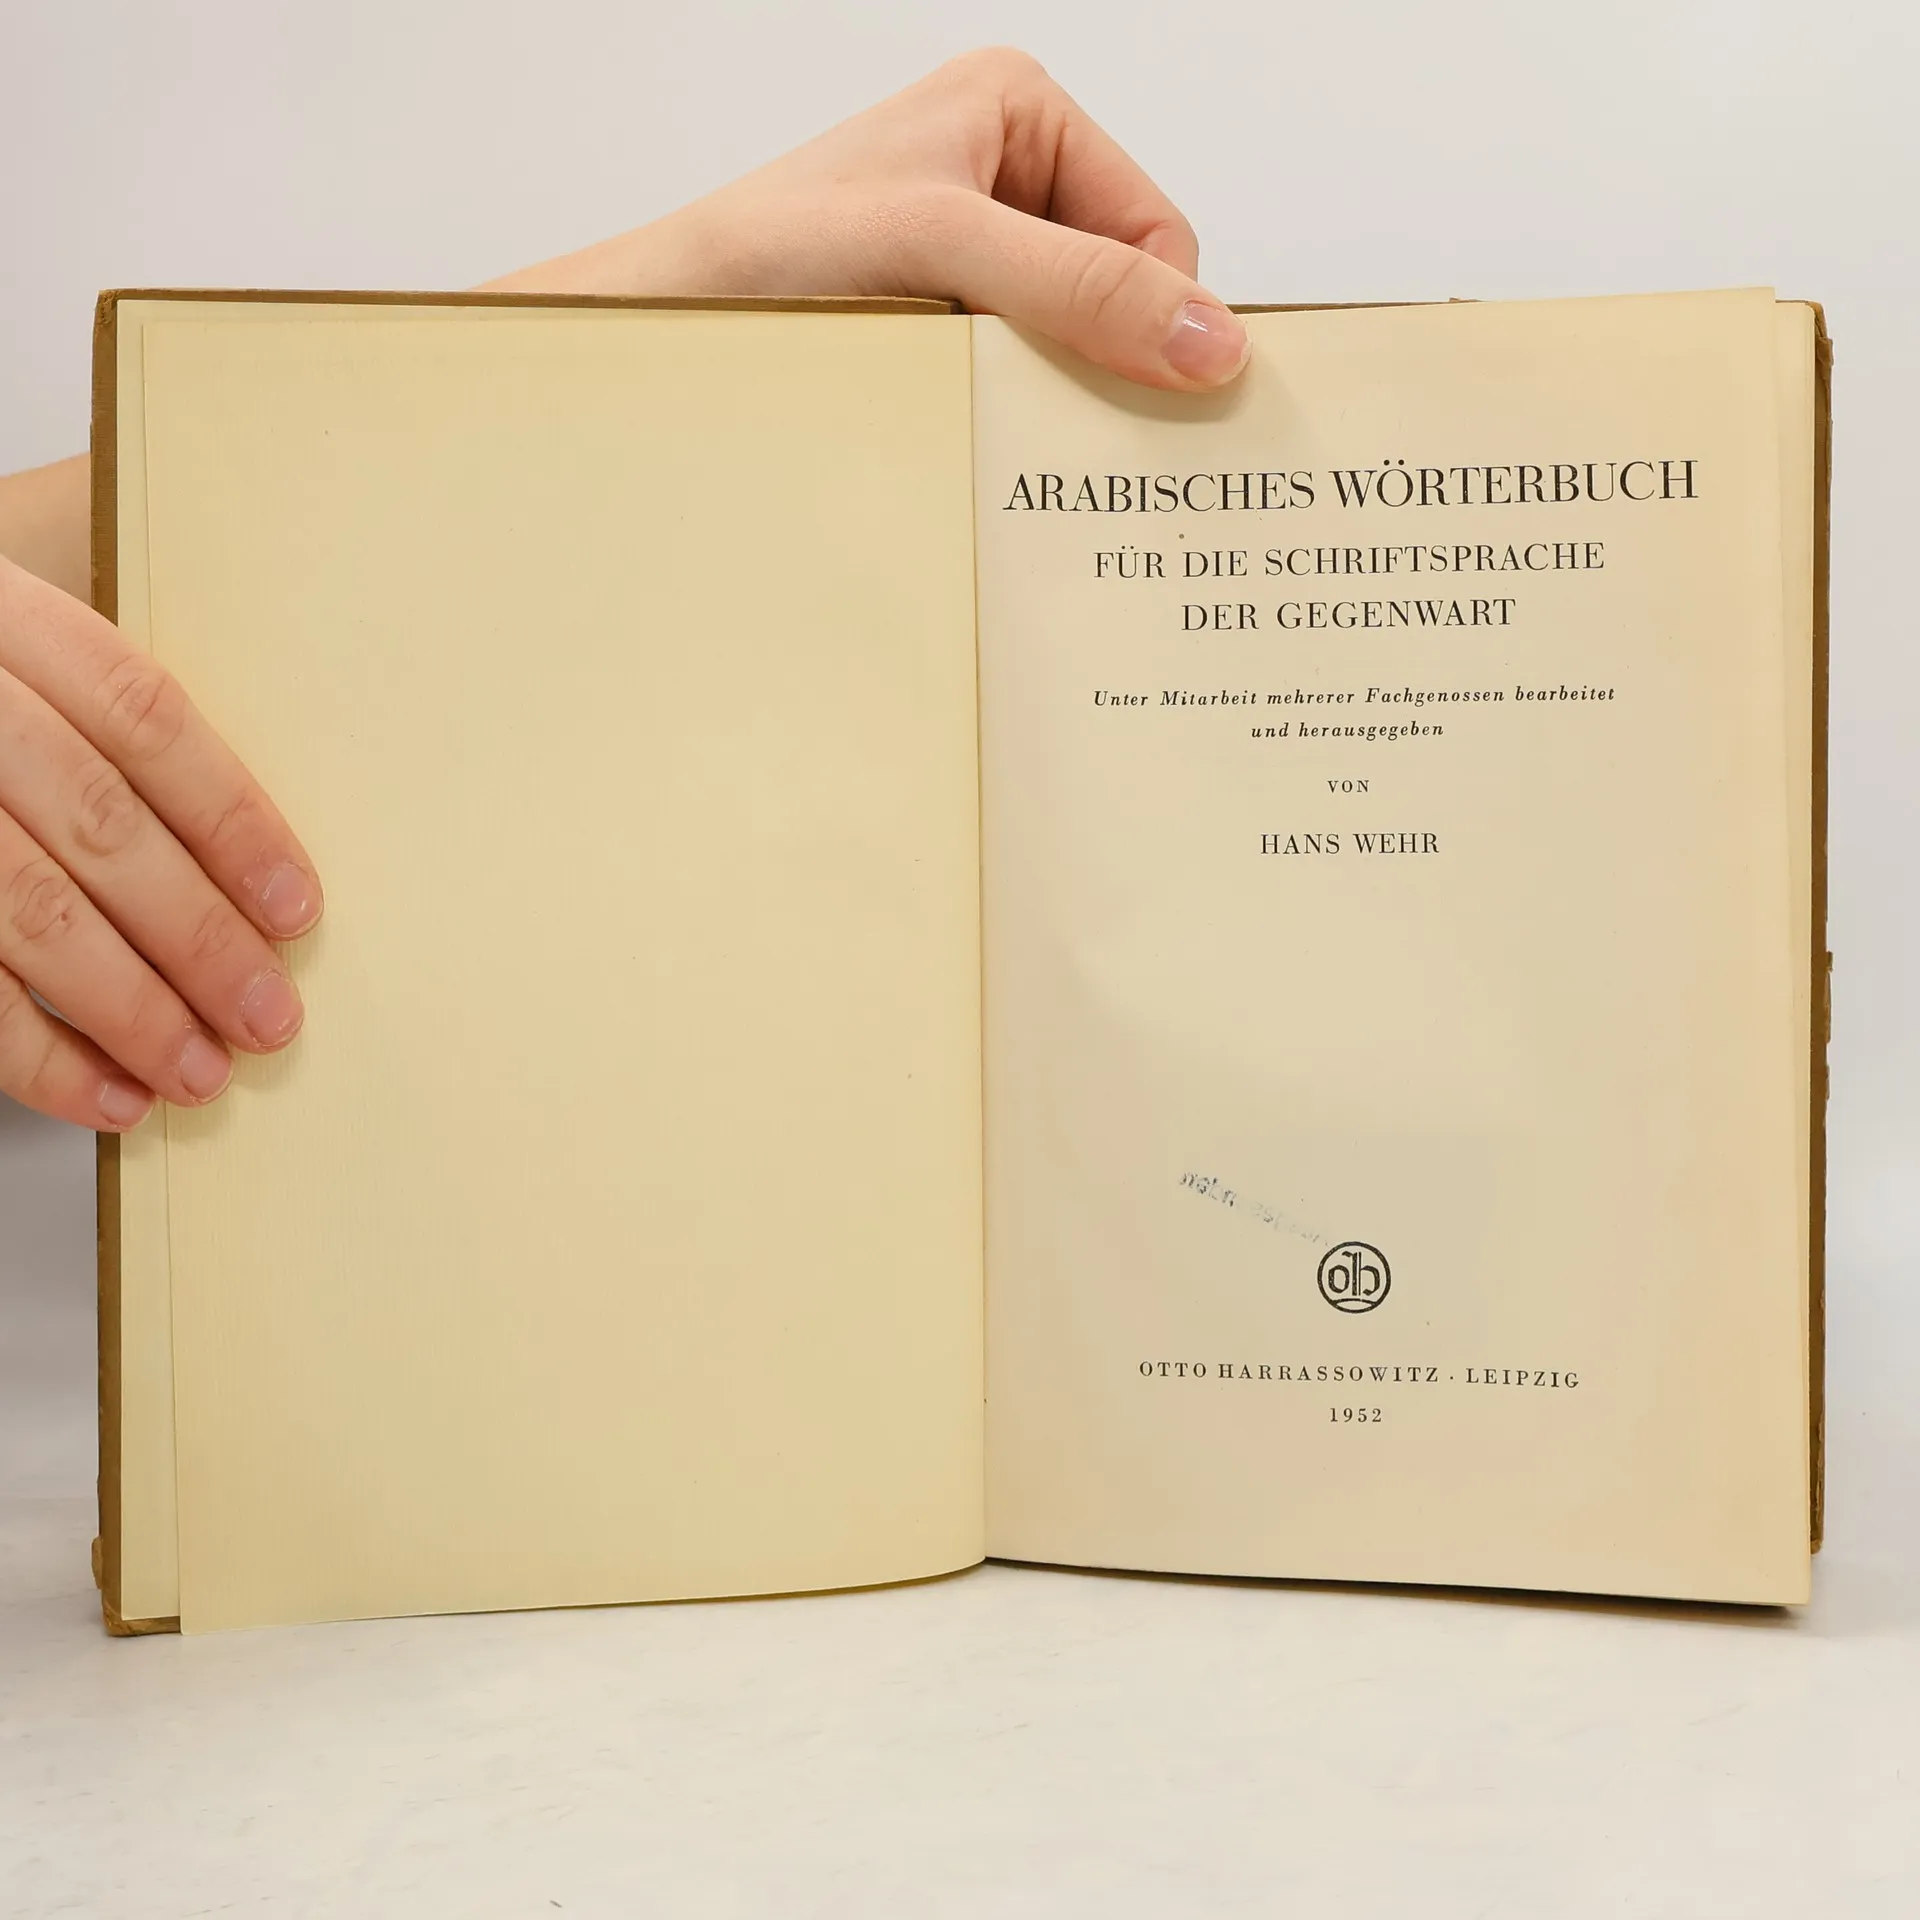 ARABISCHES WÖRTERBUCH
FÜR DIE SCHRIFTSPRACHE
DER GEGENWART
Unter Mitarbeit mehrerer Fachgenossen bearbeitet
und herausgegeben
VON
HANS WEHR
OTTO HARRASSOWITZ · LEIPZIG
1952